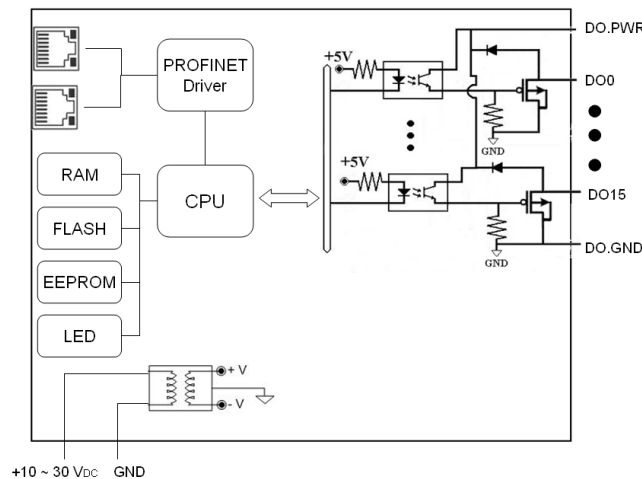 DO.PWR
PROFINET
Driver
+5V
DO0
GND
RAM
CPU
+5V
FLASH
DO15
EEPROM
GND
DO.GND
LED
+ V
- V
+10 ~ 30 VDC GND